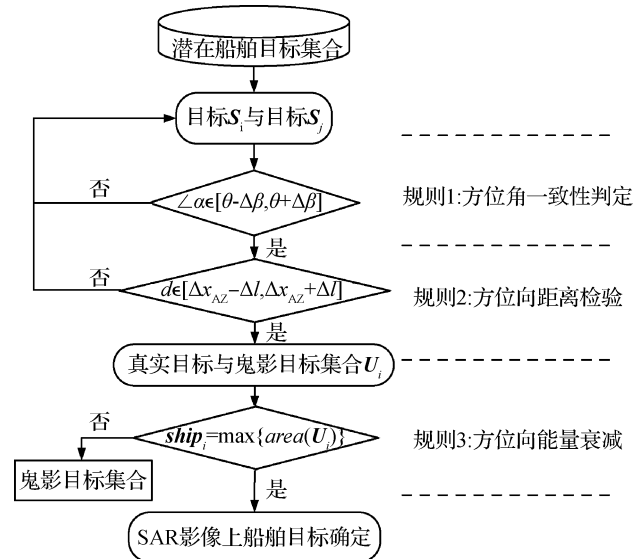 潜在船舶目标集合
目标Si与目标Sj
否
∠αϵ[θ-Δβ,θ+Δβ]
规则1:方位角一致性判定
是
否
dϵ[Δx_AZ−Δl,Δx_AZ+Δl]
规则2:方位向距离检验
是
真实目标与鬼影目标集合Ui
否
ship_i=max{area(Ui)}
规则3:方位向能量衰减
鬼影目标集合
是
SAR影像上船舶目标确定